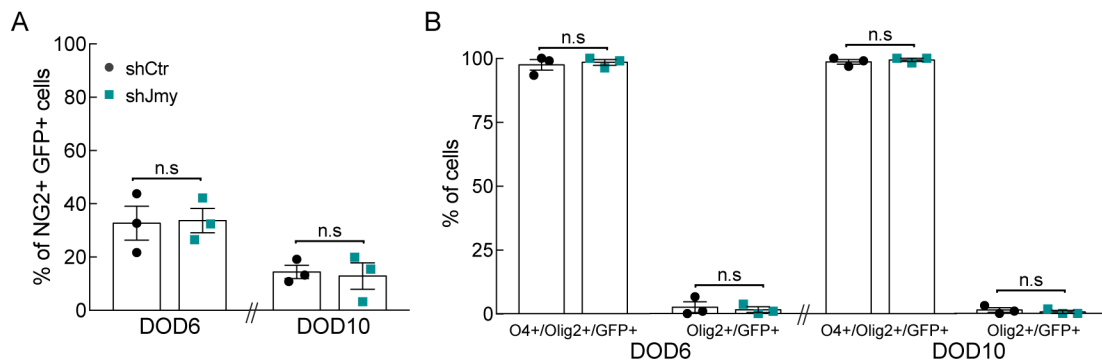 A
% of NG2+ GFP+ cells
100
80
60
40
20
0
shCtr
shJmy
n.s
n.s
DOD6
DOD10
B
% of cells
100
75
50
25
0
n.s
n.s
n.s
n.s
O4+/Olig2+/GFP+
Olig2+/GFP+
O4+/Olig2+/GFP+
Olig2+/GFP+
DOD6
DOD10